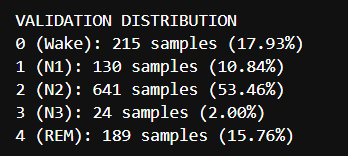 VALIDATION DISTRIBUTION
0 (Wake): 215 samples (17.93%)
1 (N1): 130 samples (10.84%)
2 (N2): 641 samples (53.46%)
3 (N3): 24 samples (2.00%)
4 (REM): 189 samples (15.76%)